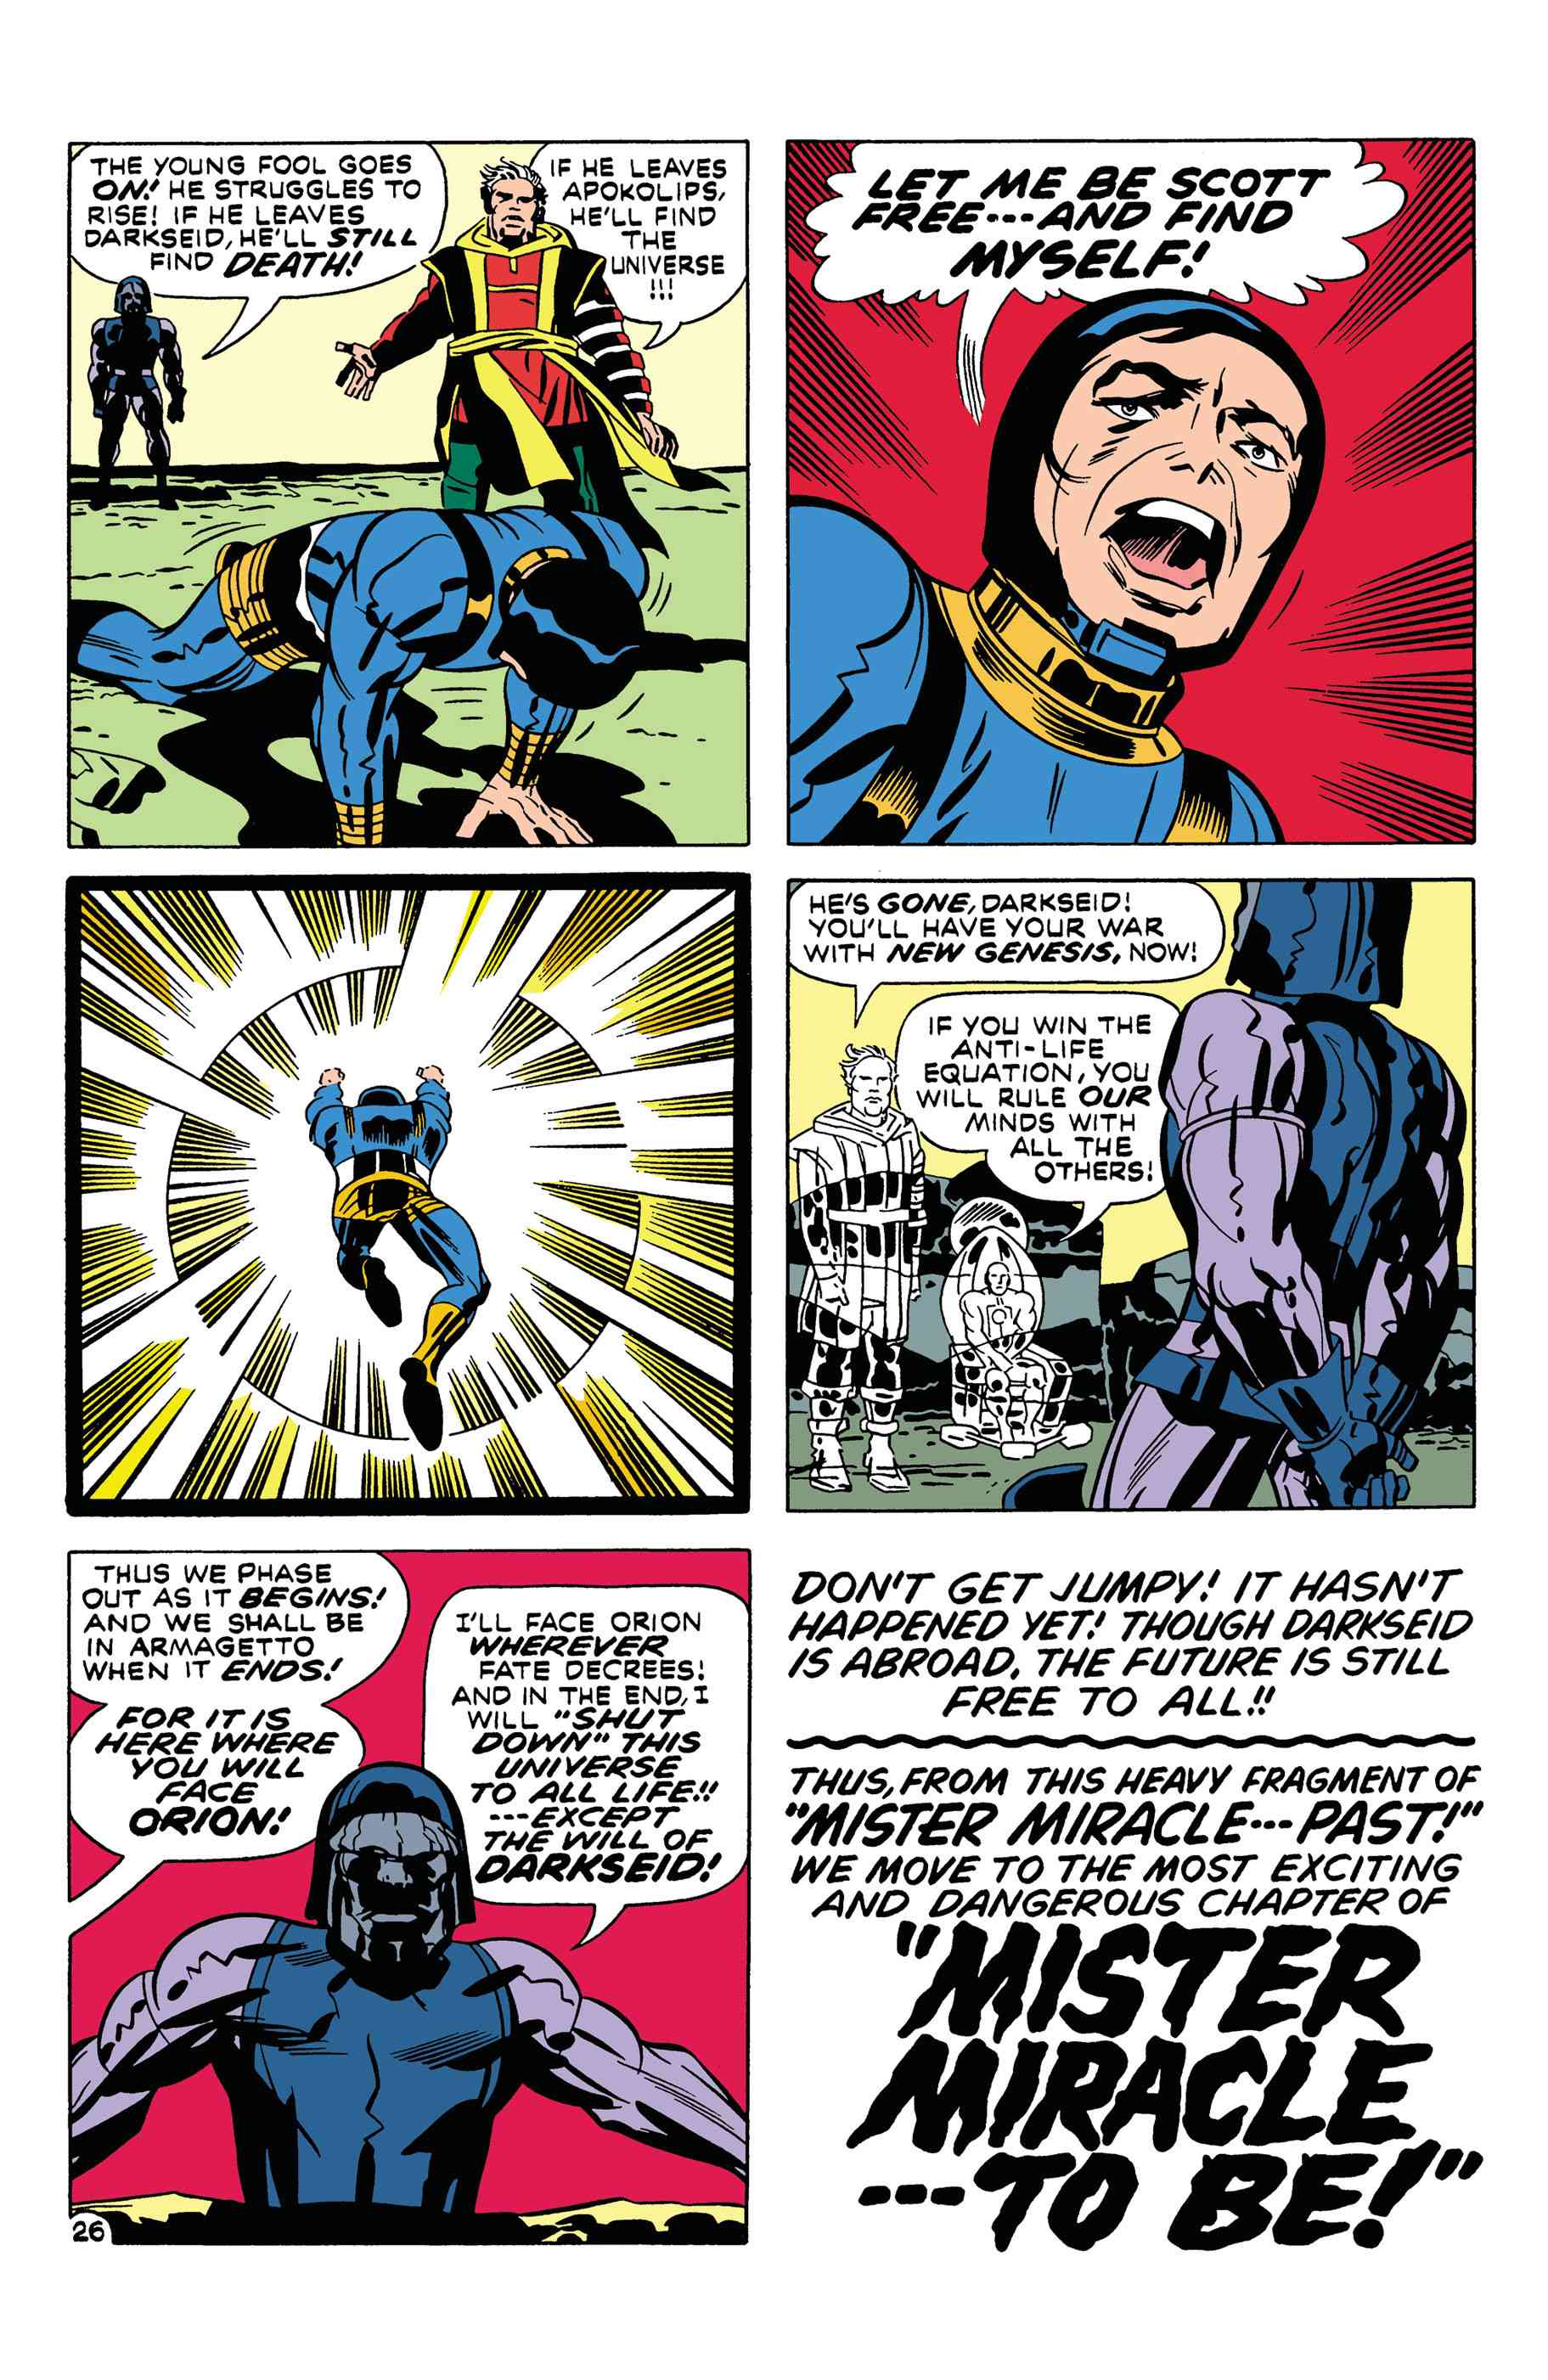 THE YOUNG FOOL GOES
ON! HE STRUGGLES TO
RISE! IF HE LEAVES
DARKSEID, HE'LL STILL
FIND DEATH!
IF HE LEAVES
APOKOLIPS,
HE'LL FIND
THE
UNIVERSE
!!!
LET ME BE SCOTT
FREE---AND FIND
MYSELF!
HE'S GONE, DARKSEID!
YOU'LL HAVE YOUR WAR
WITH NEW GENESIS, NOW!
IF YOU WIN THE
ANTI-LIFE
EQUATION, YOU
WILL RULE OUR
MINDS WITH
ALL THE
OTHERS!
THUS WE PHASE
OUT AS IT BEGINS!
AND WE SHALL BE
IN ARMAGETTO
WHEN IT ENDS!
FOR IT IS
HERE WHERE
YOU WILL
FACE
ORION!
I'LL FACE ORION
WHEREVER
FATE DECREES!
AND IN THE END, I
WILL "SHUT
DOWN" THIS
UNIVERSE
TO ALL LIFE!!
---EXCEPT
THE WILL OF
DARKSEID!
26
DON'T GET JUMPY! IT HASN'T
HAPPENED YET! THOUGH DARKSEID
IS ABROAD. THE FUTURE IS STILL
FREE TO ALL!!
THUS, FROM THIS HEAVY FRAGMENT OF
"MISTER MIRACLE---PAST!"
WE MOVE TO THE MOST EXCITING
AND DANGEROUS CHAPTER OF
"MISTER
MIRACLE
---TO BE!"